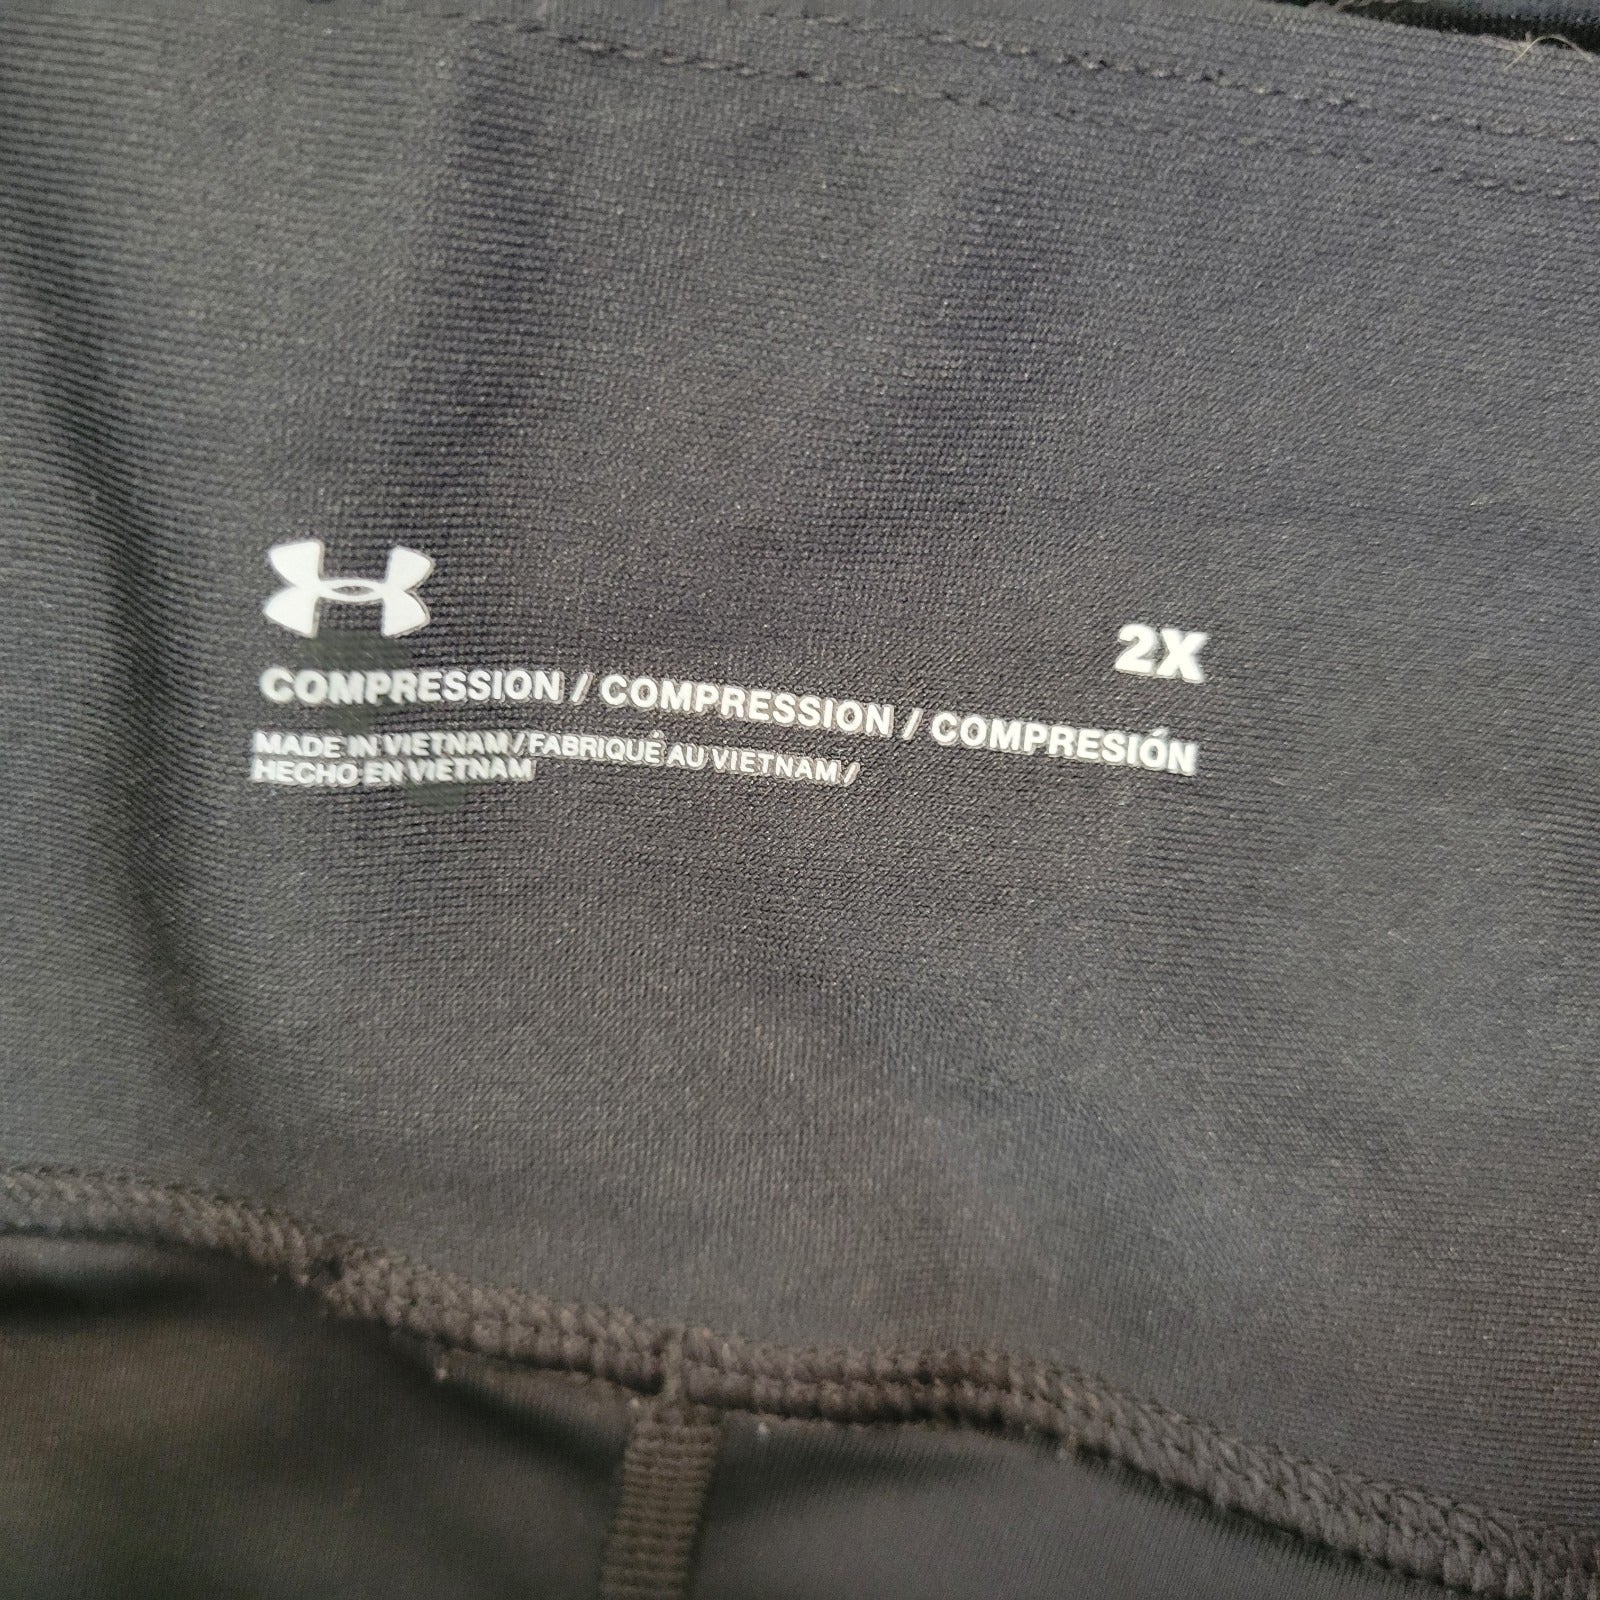 2X
COMPRESSION / COMPRESSION / COMPRESIÓN
MADE IN VIETNAM / FABRIQUÉ AU VIETNAM /
HECHO EN VIETNAM